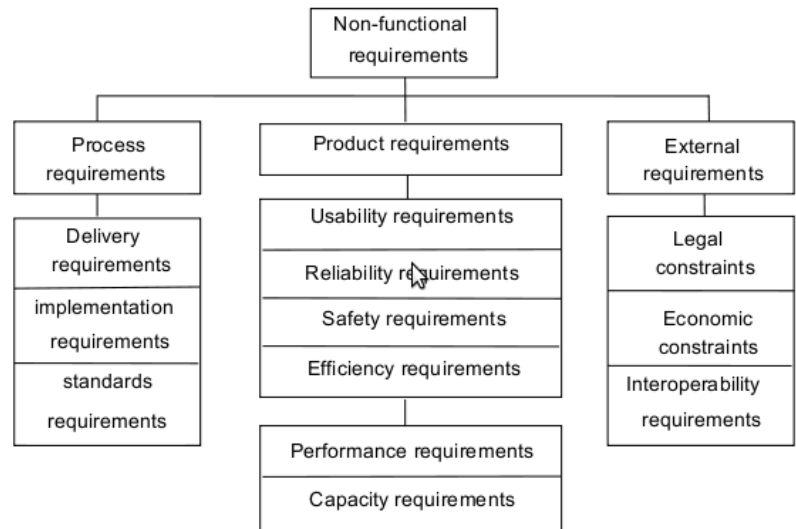 Non-functional
requirements
Process
requirements
Product requirements
External
requirements
Delivery
requirements
implementation
requirements
standards
requirements
Usability requirements
Reliability requirements
Safety requirements
Efficiency requirements
Performance requirements
Capacity requirements
Legal
constraints
Economic
constraints
Interoperability
requirements